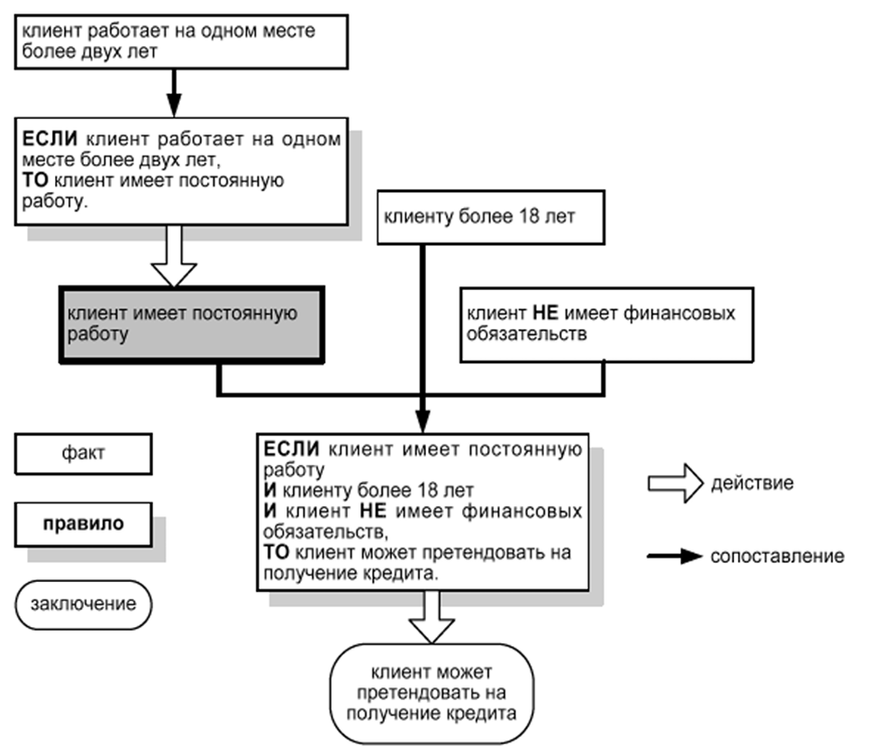 клиент работает на одном месте
более двух лет
ЕСЛИ клиент работает на одном
месте более двух лет,
ТО клиент имеет постоянную
работу.
клиенту более 18 лет
клиент имеет постоянную
работу
клиент НЕ имеет финансовых
обязательств
ЕСЛИ клиент имеет постоянную
работу
И клиенту более 18 лет
И клиент НЕ имеет финансовых
обязательств,
ТО клиент может претендовать на
получение кредита.
клиент может
претендовать на
получение кредита
факт
правило
заключение
действие
сопоставление